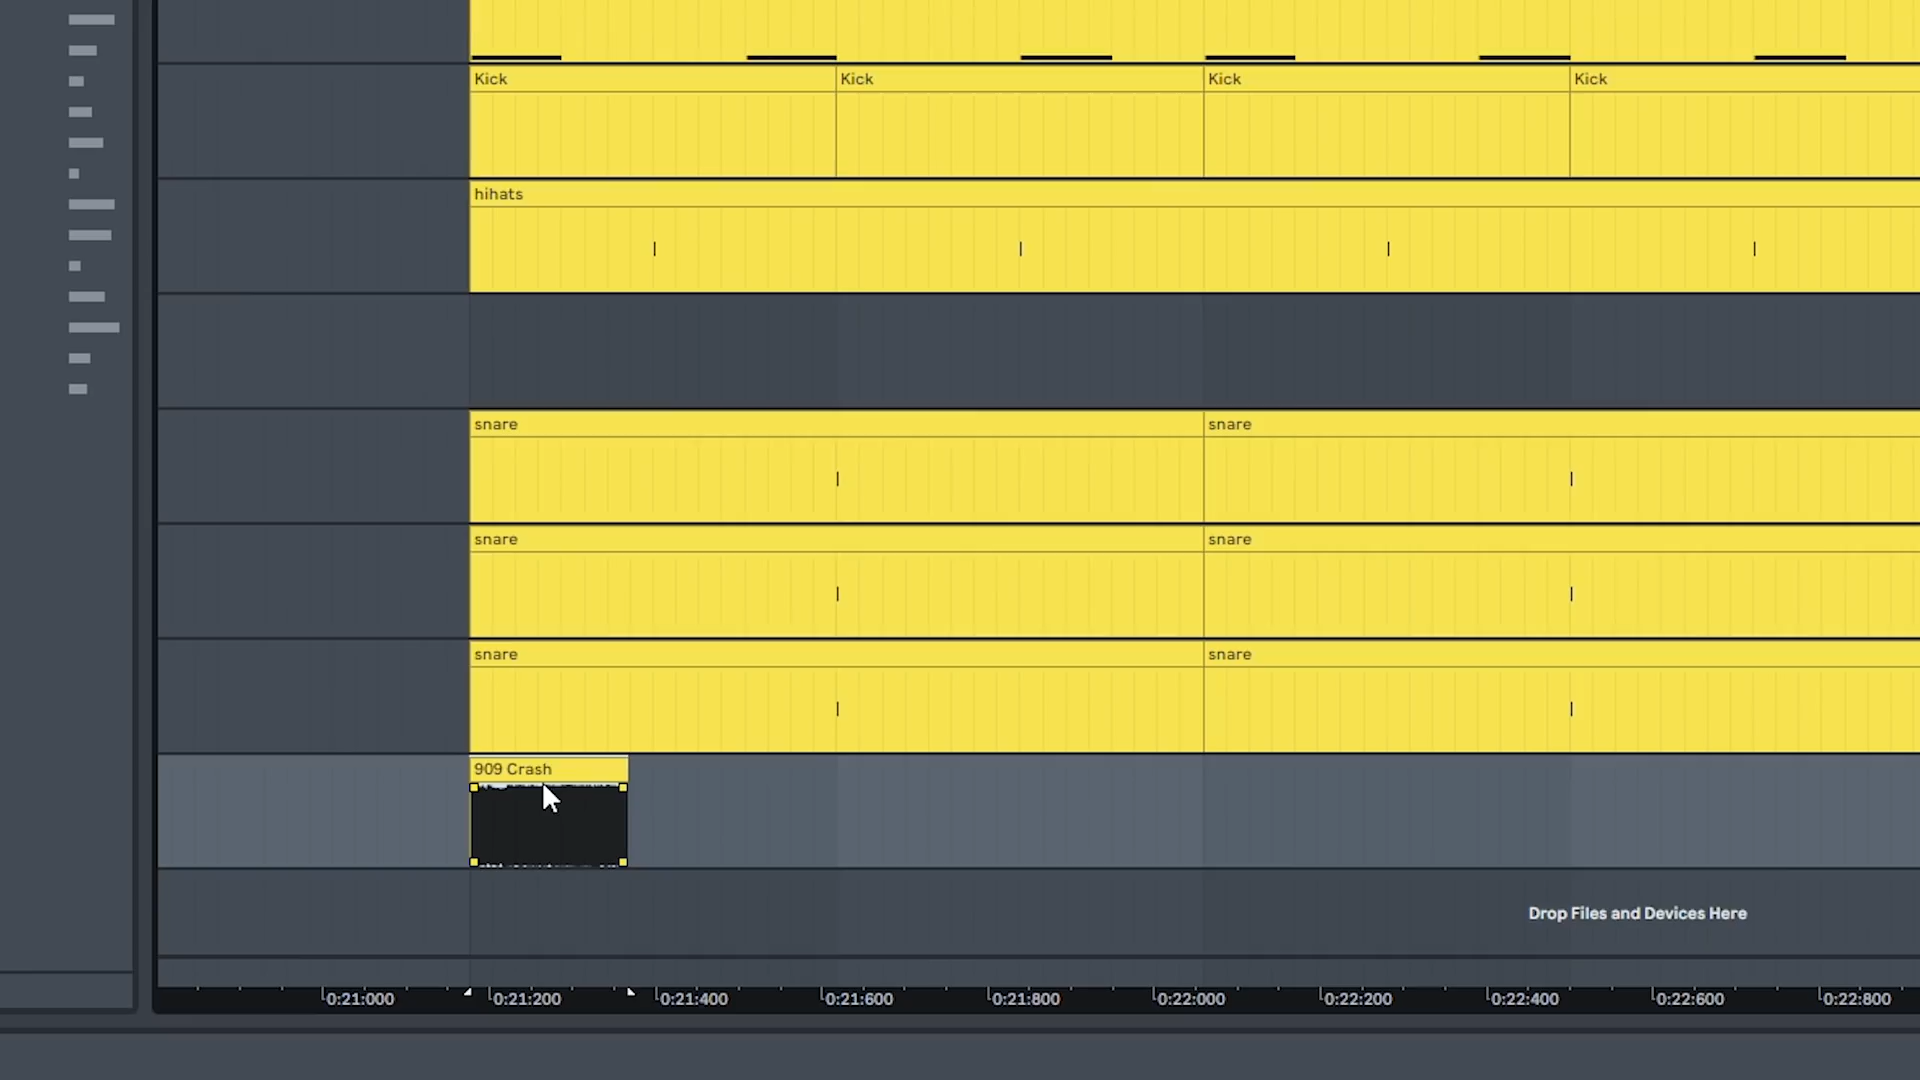 Kick Kick Kick Kick
hihats
snare snare
snare snare
snare snare
909 Crash
Drop Files and Devices Here
0:21:000 0:21:200 0:21:400 0:21:600 0:21:800 0:22:000 0:22:200 0:22:400 0:22:600 0:22:800